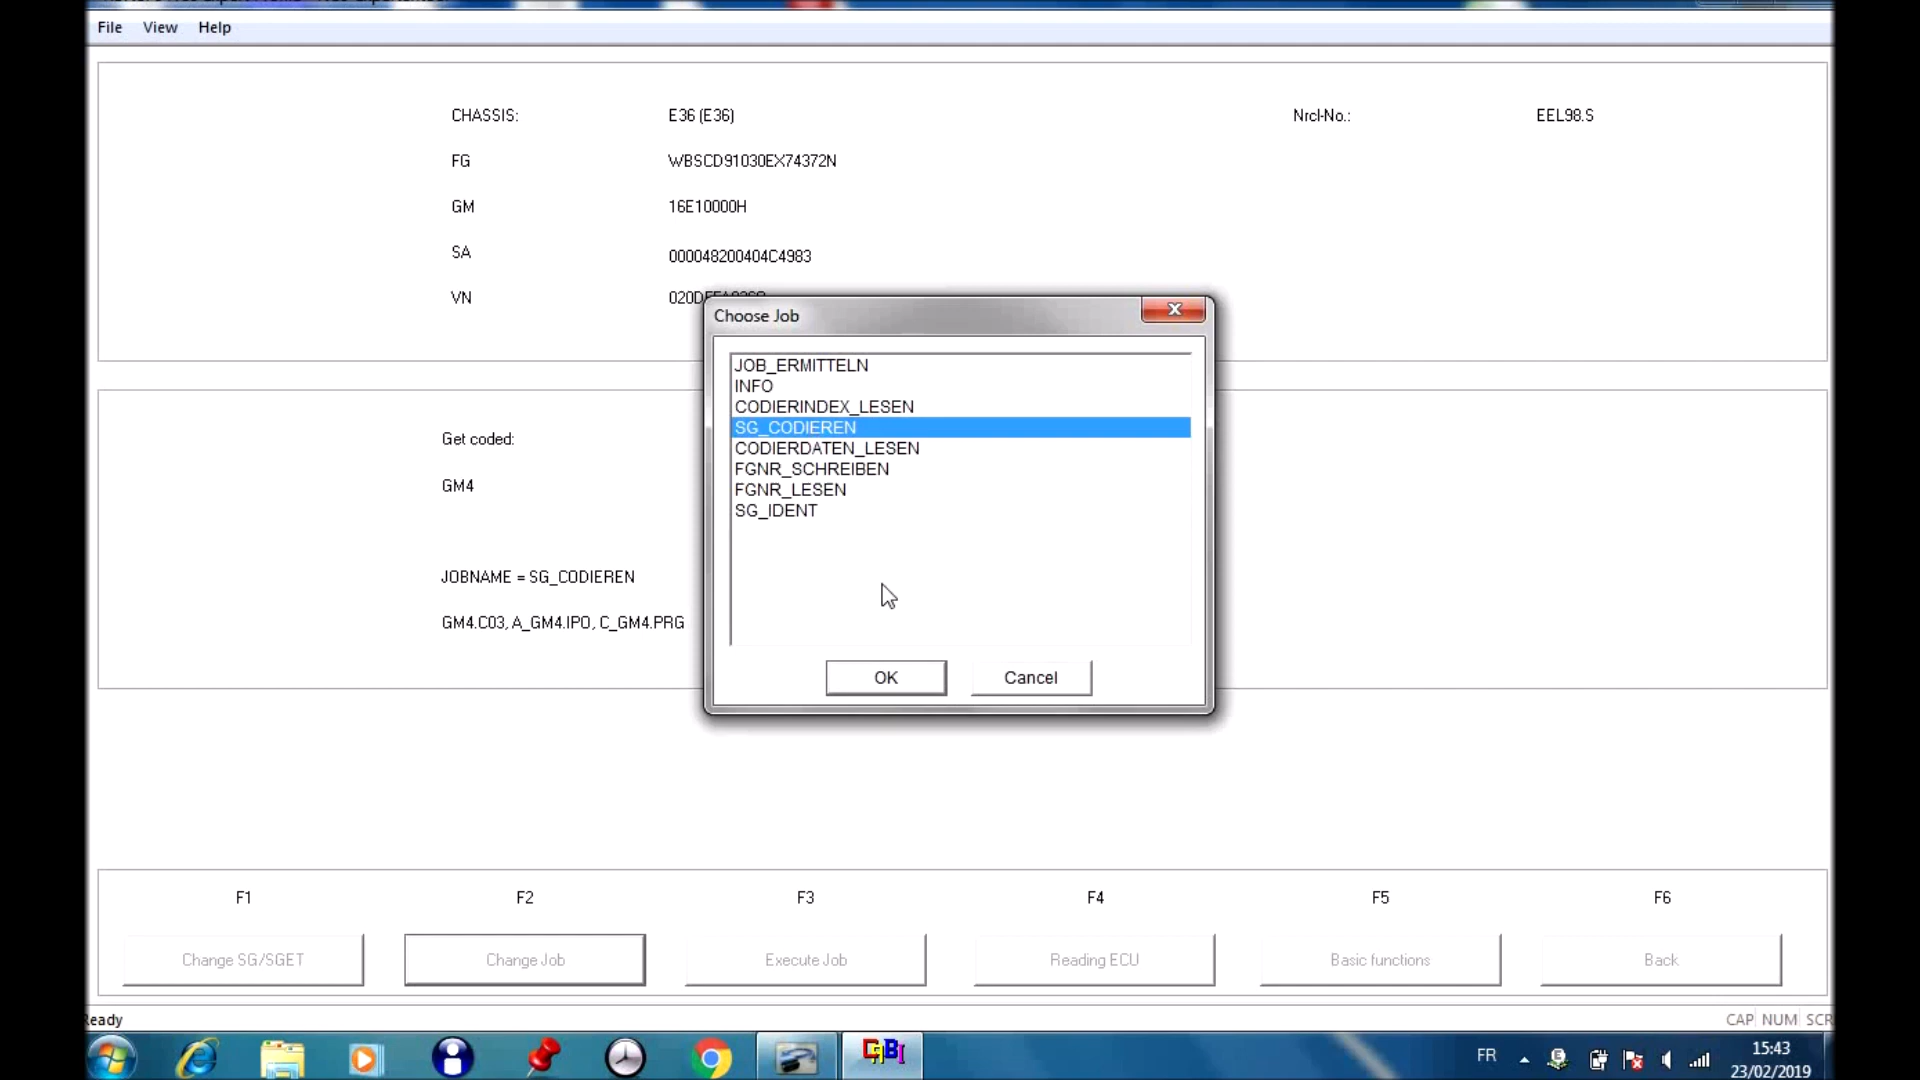 File View Help
CHASSIS: E36 (E36) Nrcl-No.: EEL98.S
FG WBSCD91030EX74372N
GM 16E10000H
SA 000048200404C4983
VN
Choose Job
JOB_ERMITTELN
INFO
CODIERINDEX_LESEN
SG_CODIEREN
CODIERDATEN_LESEN
FGNR_SCHREIBEN
FGNR_LESEN
SG_IDENT
OK Cancel
Get coded:
GM4
JOBNAME = SG_CODIEREN
GM4.C03, A_GM4.IPO, C_GM4.PRG
F1 F2 F3 F4 F5 F6
Change SG/SGET Change Job Execute Job Reading ECU Basic functions Back
eady CAP NUM SCR
FR 15:43
23/02/2019